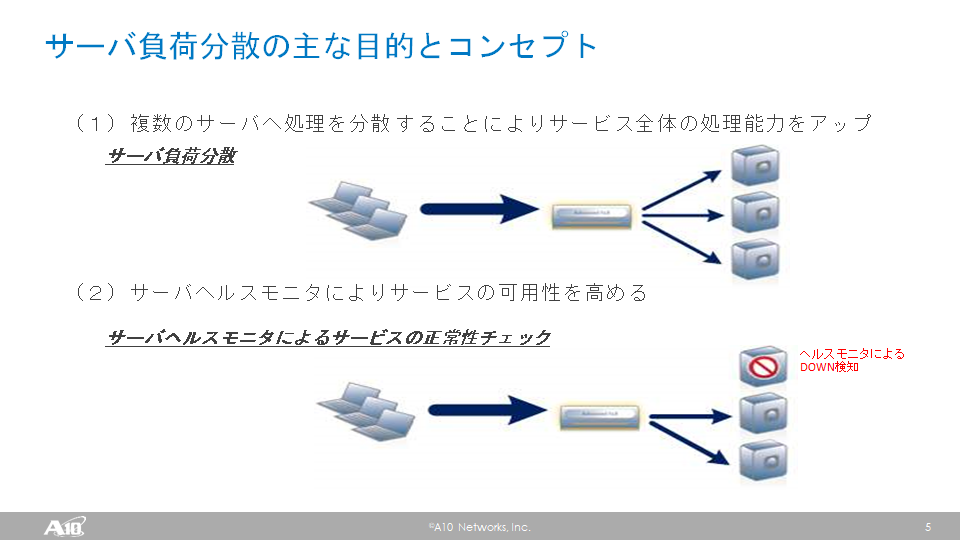 サーバ負荷分散の主な目的とコンセプト
（１）複数のサーバへ処理を分散することによりサービス全体の処理能力をアップ
サーバ負荷分散
（２）サーバヘルスモニタによりサービスの可用性を高める
サーバヘルスモニタによるサービスの正常性チェック
ヘルスモニタによる
DOWN検知
A10
©A10 Networks, Inc.
5